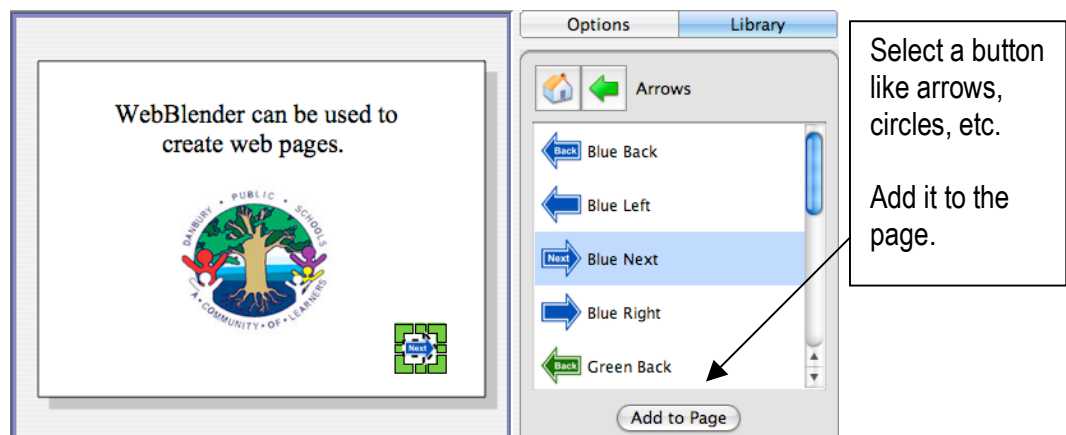 WebBlender can be used to
create web pages.
DANBURY • PUBLIC • SCHOOLS
A • COMMUNITY • OF • LEARNERS
Next
Options
Library
Arrows
Back
Blue Back
Blue Left
Next
Blue Next
Blue Right
Back
Green Back
Add to Page
Select a button
like arrows,
circles, etc.
Add it to the
page.